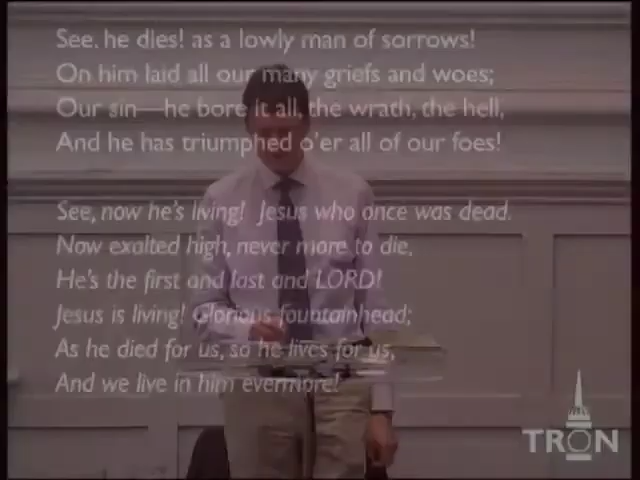 See, he dies! as a lowly man of sorrows!
On him laid all our many griefs and woes;
Our sin—he bore it all, the wrath, the hell,
And he has triumphed o'er all of our foes!
See, now he's living! Jesus who once was dead.
Now exalted high, never more to die,
He's the first and last and LORD!
Jesus is living! Glorious fountainhead;
As he died for us, so he lives for us,
And we live in him evermore!
TRON